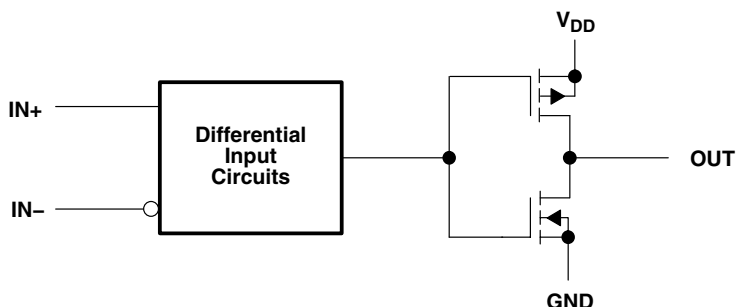 VDD
IN+
Differential
Input
Circuits
OUT
IN−
GND